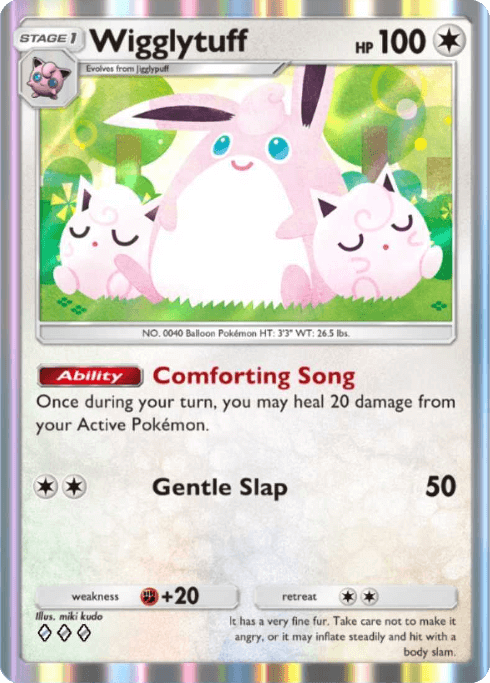 STAGE 1
Wigglytuff
HP 100
Evolves from Jigglypuff
NO. 0040 Balloon Pokémon HT: 3'3" WT: 26.5 lbs.
Ability Comforting Song
Once during your turn, you may heal 20 damage from
your Active Pokémon.
Gentle Slap 50
weakness +20
retreat
Illus. miki kudo
It has a very fine fur. Take care not to make it
angry, or it may inflate steadily and hit with a
body slam.